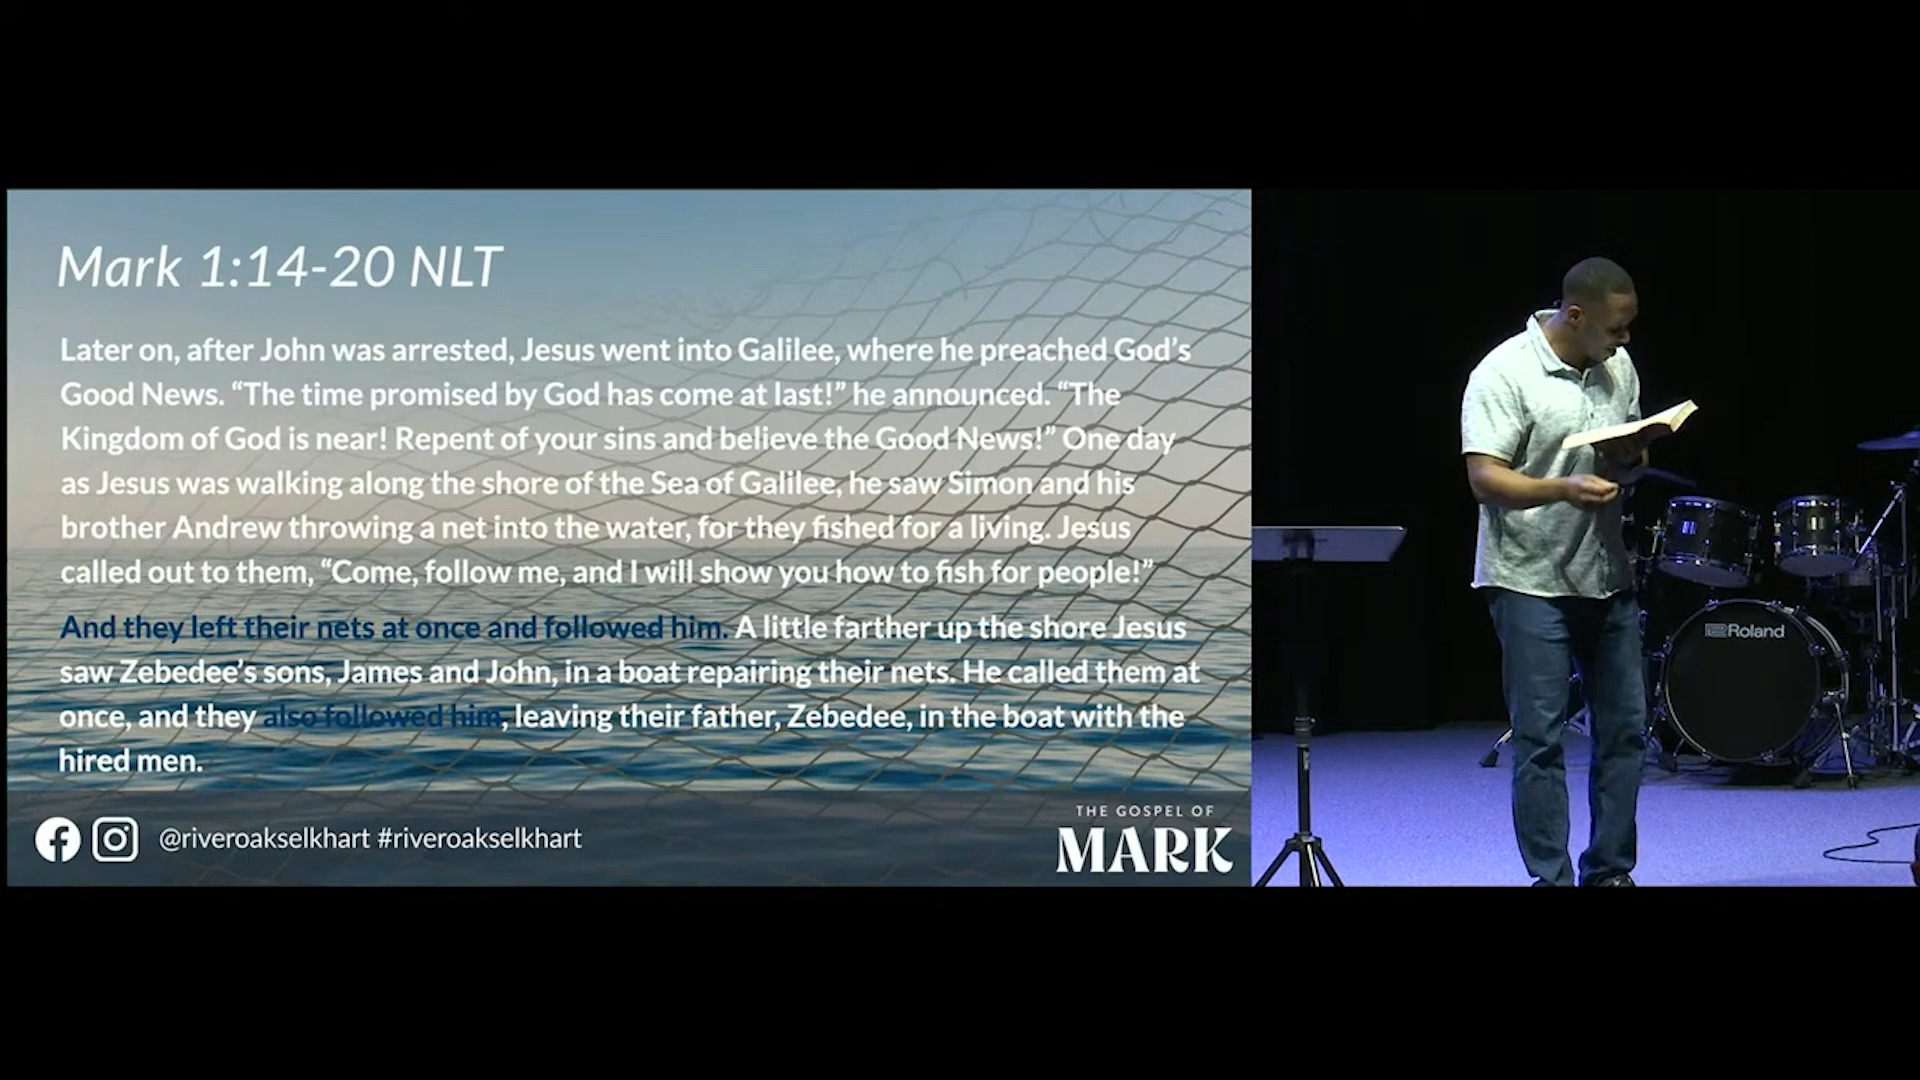 Mark 1:14-20 NLT
Later on, after John was arrested, Jesus went into Galilee, where he preached God’s
Good News. “The time promised by God has come at last!” he announced. “The
Kingdom of God is near! Repent of your sins and believe the Good News!” One day
as Jesus was walking along the shore of the Sea of Galilee, he saw Simon and his
brother Andrew throwing a net into the water, for they fished for a living. Jesus
called out to them, “Come, follow me, and I will show you how to fish for people!”
And they left their nets at once and followed him. A little farther up the shore Jesus
saw Zebedee’s sons, James and John, in a boat repairing their nets. He called them at
once, and they also followed him, leaving their father, Zebedee, in the boat with the
hired men.
@riveroakselkhart #riveroakselkhart
THE GOSPEL OF
MARK
Roland